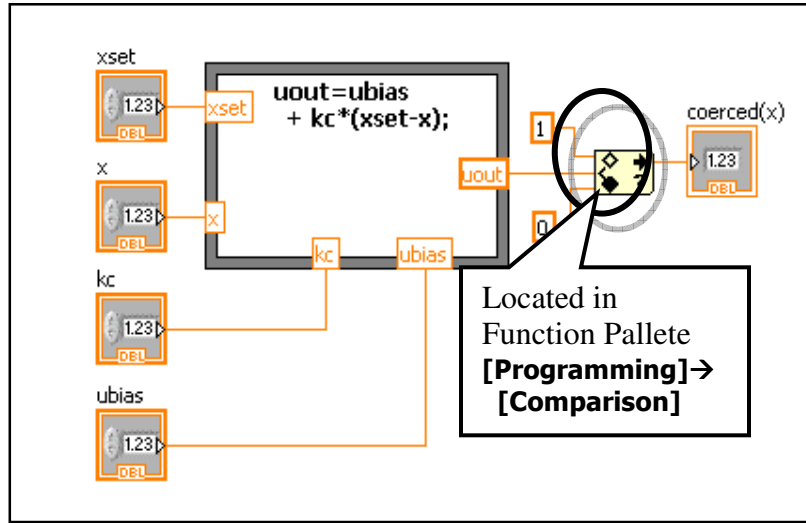 xset
1.23
DBL
xset
uout=ubias
+ kc*(xset-x);
1
coerced(x)
1.23
DBL
uout
x
1.23
DBL
x
0
kc
ubias
kc
1.23
DBL
ubias
1.23
DBL
Located in
Function Pallete
[Programming]→
[Comparison]